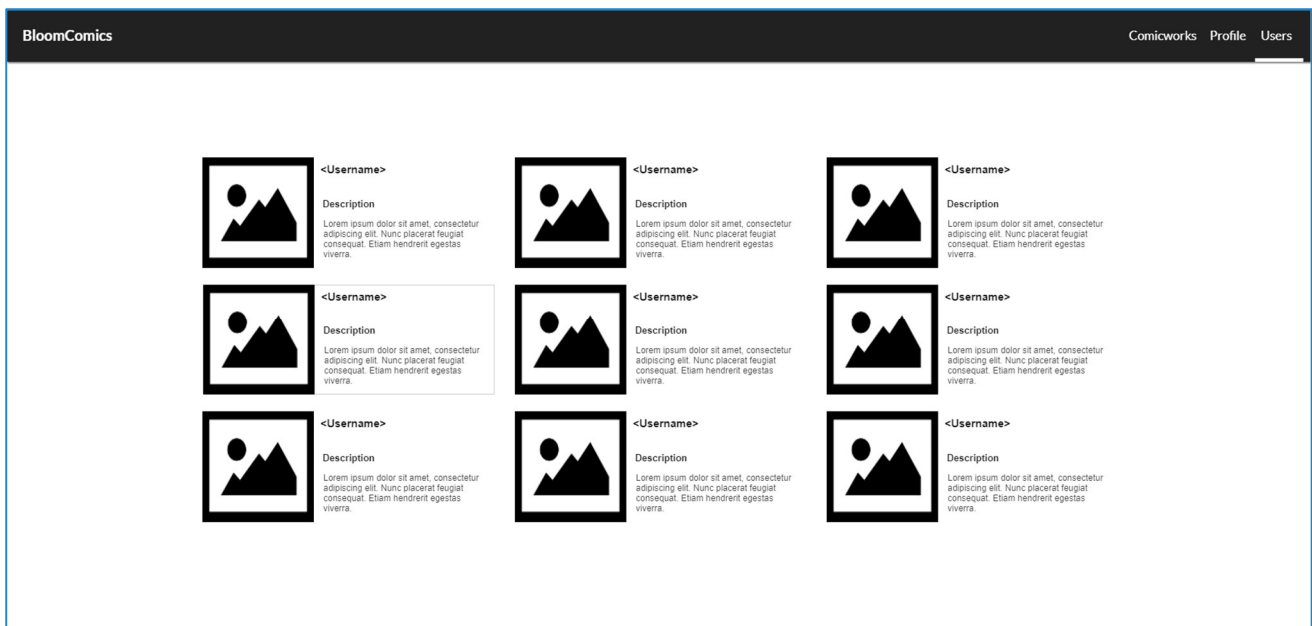 BloomComics
Comicworks Profile Users
<Username>
Description
Lorem ipsum dolor sit amet, consectetur
adipiscing elit. Nunc placerat feugiat
consequat. Etiam hendrerit egestas
viverra.
<Username>
Description
Lorem ipsum dolor sit amet, consectetur
adipiscing elit. Nunc placerat feugiat
consequat. Etiam hendrerit egestas
viverra.
<Username>
Description
Lorem ipsum dolor sit amet, consectetur
adipiscing elit. Nunc placerat feugiat
consequat. Etiam hendrerit egestas
viverra.
<Username>
Description
Lorem ipsum dolor sit amet, consectetur
adipiscing elit. Nunc placerat feugiat
consequat. Etiam hendrerit egestas
viverra.
<Username>
Description
Lorem ipsum dolor sit amet, consectetur
adipiscing elit. Nunc placerat feugiat
consequat. Etiam hendrerit egestas
viverra.
<Username>
Description
Lorem ipsum dolor sit amet, consectetur
adipiscing elit. Nunc placerat feugiat
consequat. Etiam hendrerit egestas
viverra.
<Username>
Description
Lorem ipsum dolor sit amet, consectetur
adipiscing elit. Nunc placerat feugiat
consequat. Etiam hendrerit egestas
viverra.
<Username>
Description
Lorem ipsum dolor sit amet, consectetur
adipiscing elit. Nunc placerat feugiat
consequat. Etiam hendrerit egestas
viverra.
<Username>
Description
Lorem ipsum dolor sit amet, consectetur
adipiscing elit. Nunc placerat feugiat
consequat. Etiam hendrerit egestas
viverra.